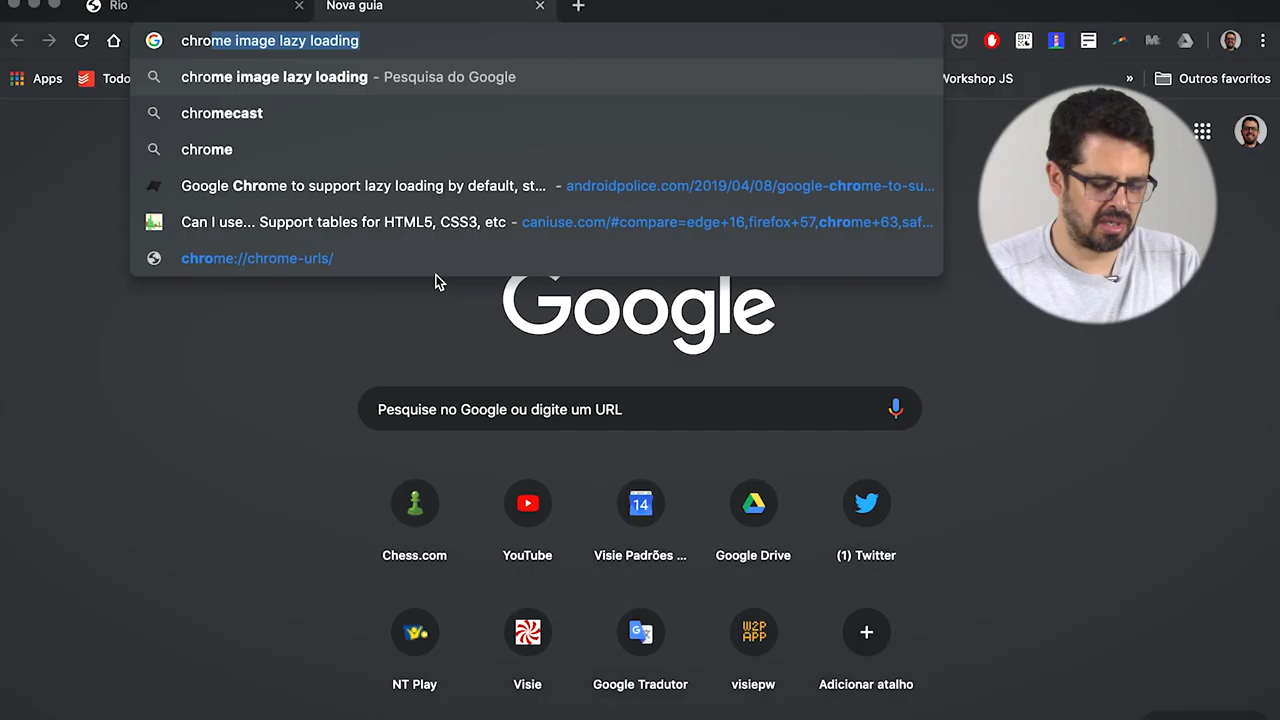 Rio
Nova guia
chrome image lazy loading
chrome image lazy loading - Pesquisa do Google
chromecast
chrome
Google Chrome to support lazy loading by default, st... - androidpolice.com/2019/04/08/google-chrome-to-su...
Can I use... Support tables for HTML5, CSS3, etc - caniuse.com/#compare=edge+16,firefox+57,chrome+63,saf...
chrome://chrome-urls/
Apps
Todo
Workshop JS
»
Outros favoritos
Google
Pesquise no Google ou digite um URL
14
Chess.com
YouTube
Visie Padrões ...
Google Drive
(1) Twitter
W2P
APP
NT Play
Visie
Google Tradutor
visiepw
Adicionar atalho